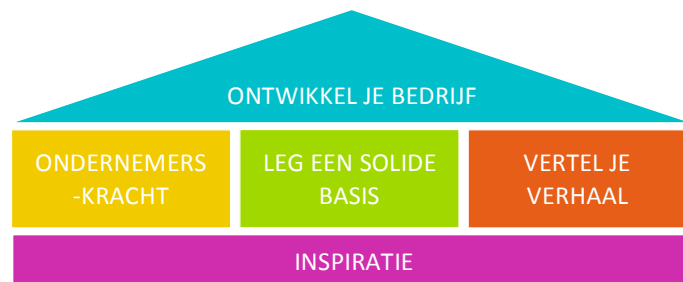 ONTWIKKEL JE BEDRIJF
ONDERNEMERS
-KRACHT
LEG EEN SOLIDE
BASIS
VERTEL JE
VERHAAL
INSPIRATIE